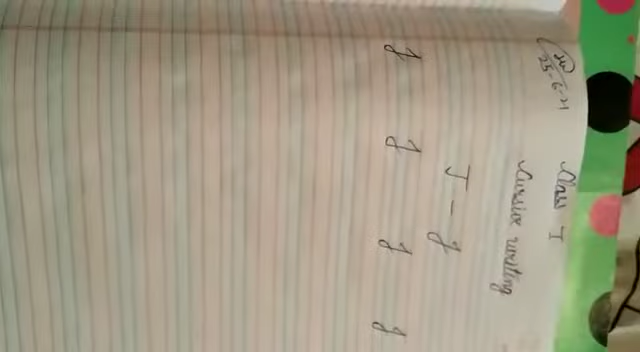 Class I
25-6-21
Cursive writing
J - J
J J J J